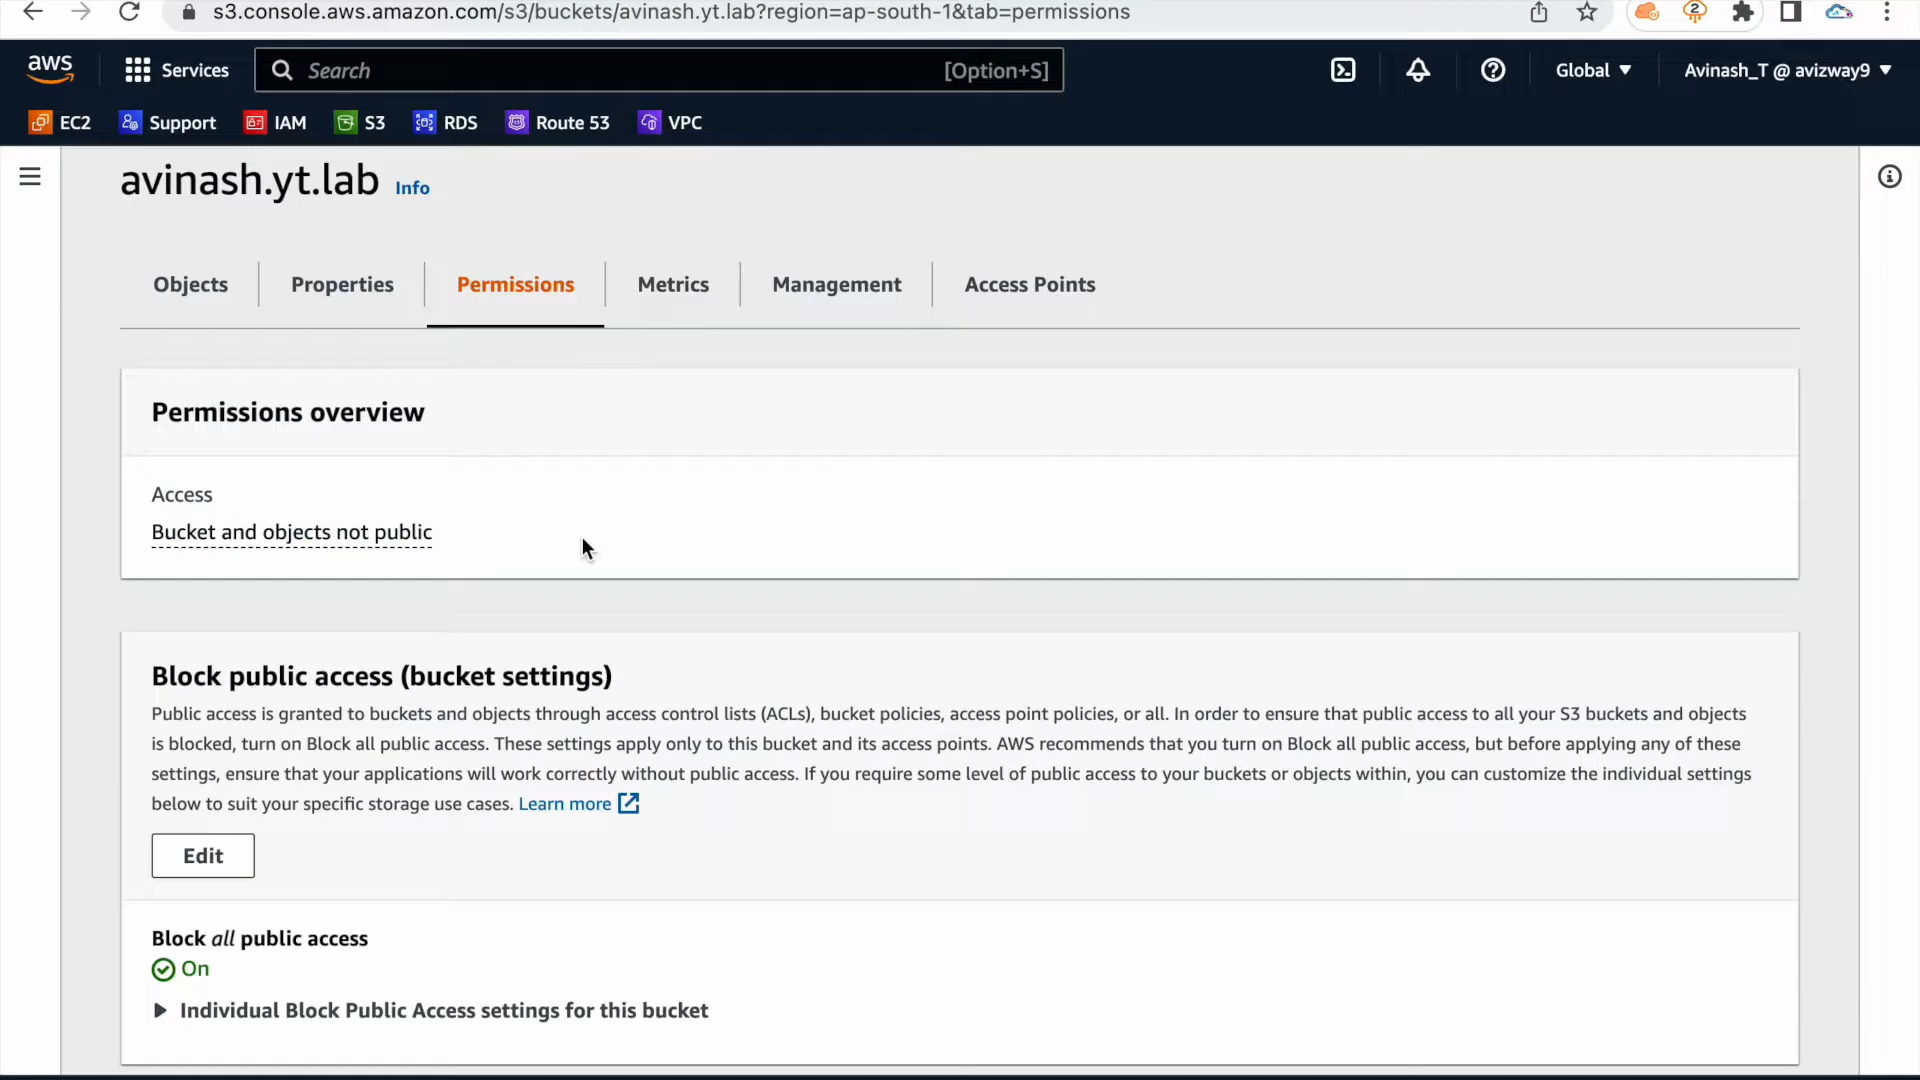 s3.console.aws.amazon.com/s3/buckets/avinash.yt.lab?region=ap-south-1&tab=permissions
2
aws
Services
Search [Option+S]
Global
Avinash_T @ avizway9
EC2 Support IAM S3 RDS Route 53 VPC
avinash.yt.lab Info
Objects Properties Permissions Metrics Management Access Points
Permissions overview
Access
Bucket and objects not public
Block public access (bucket settings)
Public access is granted to buckets and objects through access control lists (ACLs), bucket policies, access point policies, or all. In order to ensure that public access to all your S3 buckets and objects
is blocked, turn on Block all public access. These settings apply only to this bucket and its access points. AWS recommends that you turn on Block all public access, but before applying any of these
settings, ensure that your applications will work correctly without public access. If you require some level of public access to your buckets or objects within, you can customize the individual settings
below to suit your specific storage use cases. Learn more
Edit
Block all public access
On
Individual Block Public Access settings for this bucket